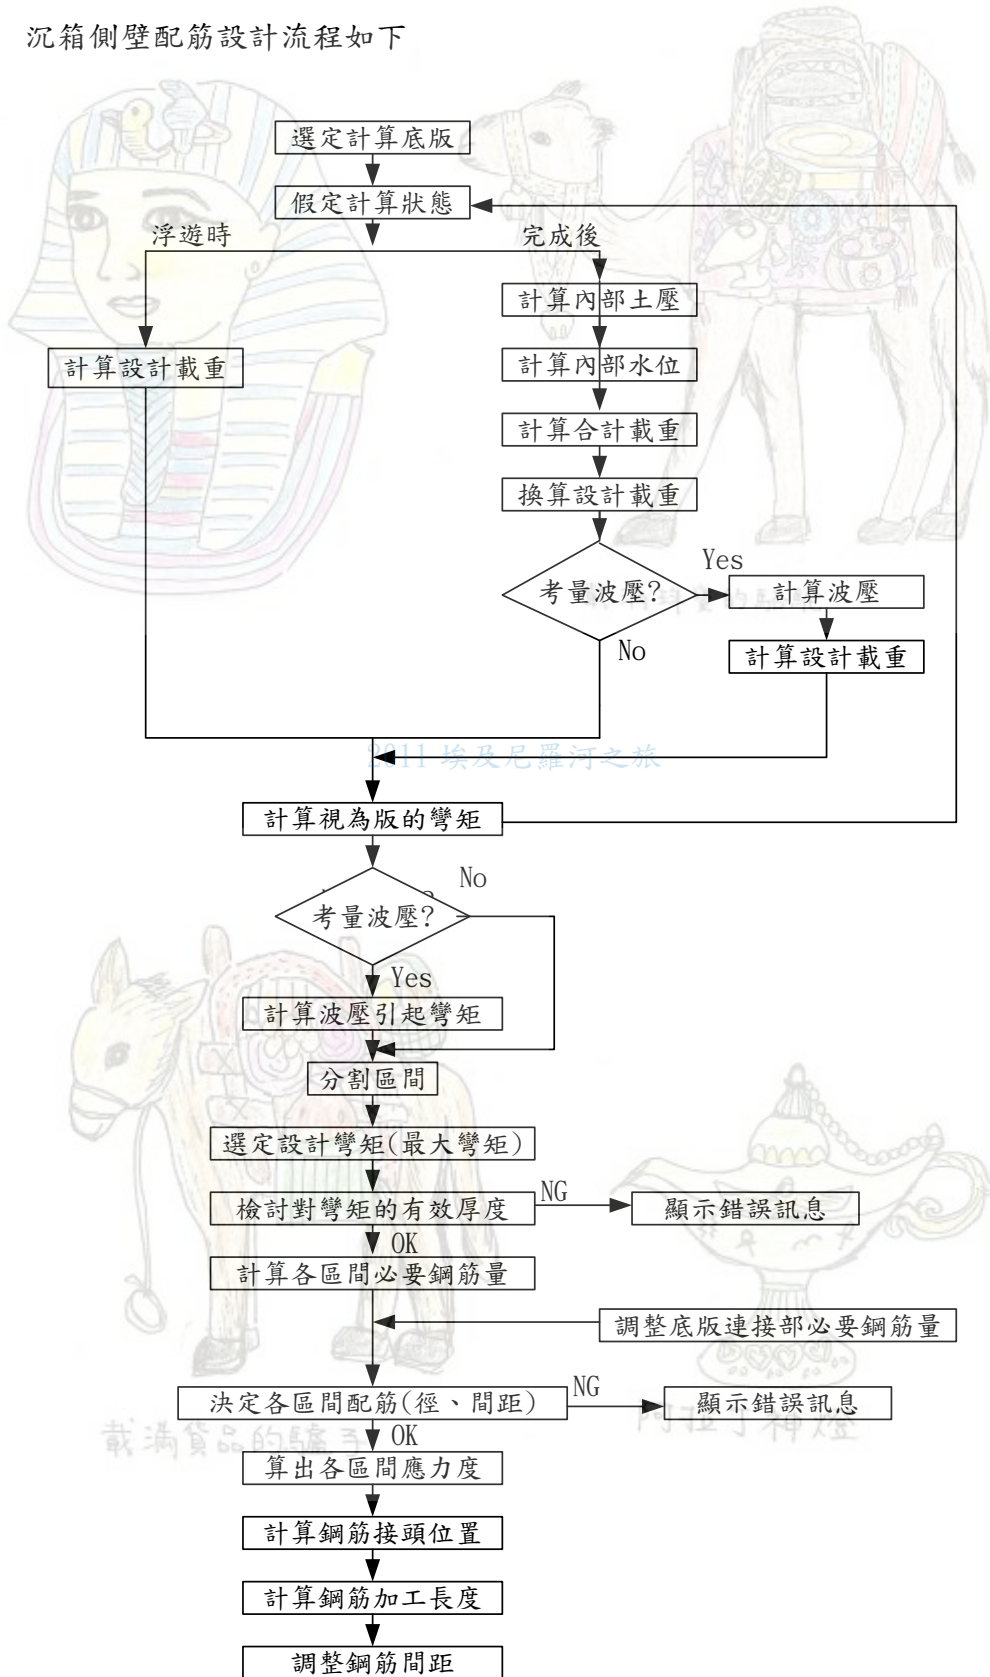 沉箱側壁配筋設計流程如下
選定計算底版
假定計算狀態
浮遊時
完成後
計算內部土壓
計算設計載重
計算內部水位
計算合計載重
換算設計載重
考量波壓?
Yes
計算波壓
No
計算設計載重
2011 埃及尼羅河之旅
計算視為版的彎矩
考量波壓?
No
Yes
計算波壓引起彎矩
分割區間
選定設計彎矩(最大彎矩)
檢討對彎矩的有效厚度
NG
顯示錯誤訊息
OK
計算各區間必要鋼筋量
調整底版連接部必要鋼筋量
決定各區間配筋(徑、間距)
NG
顯示錯誤訊息
載滿貨品的驢子
阿拉丁神燈
OK
算出各區間應力度
計算鋼筋接頭位置
計算鋼筋加工長度
調整鋼筋間距